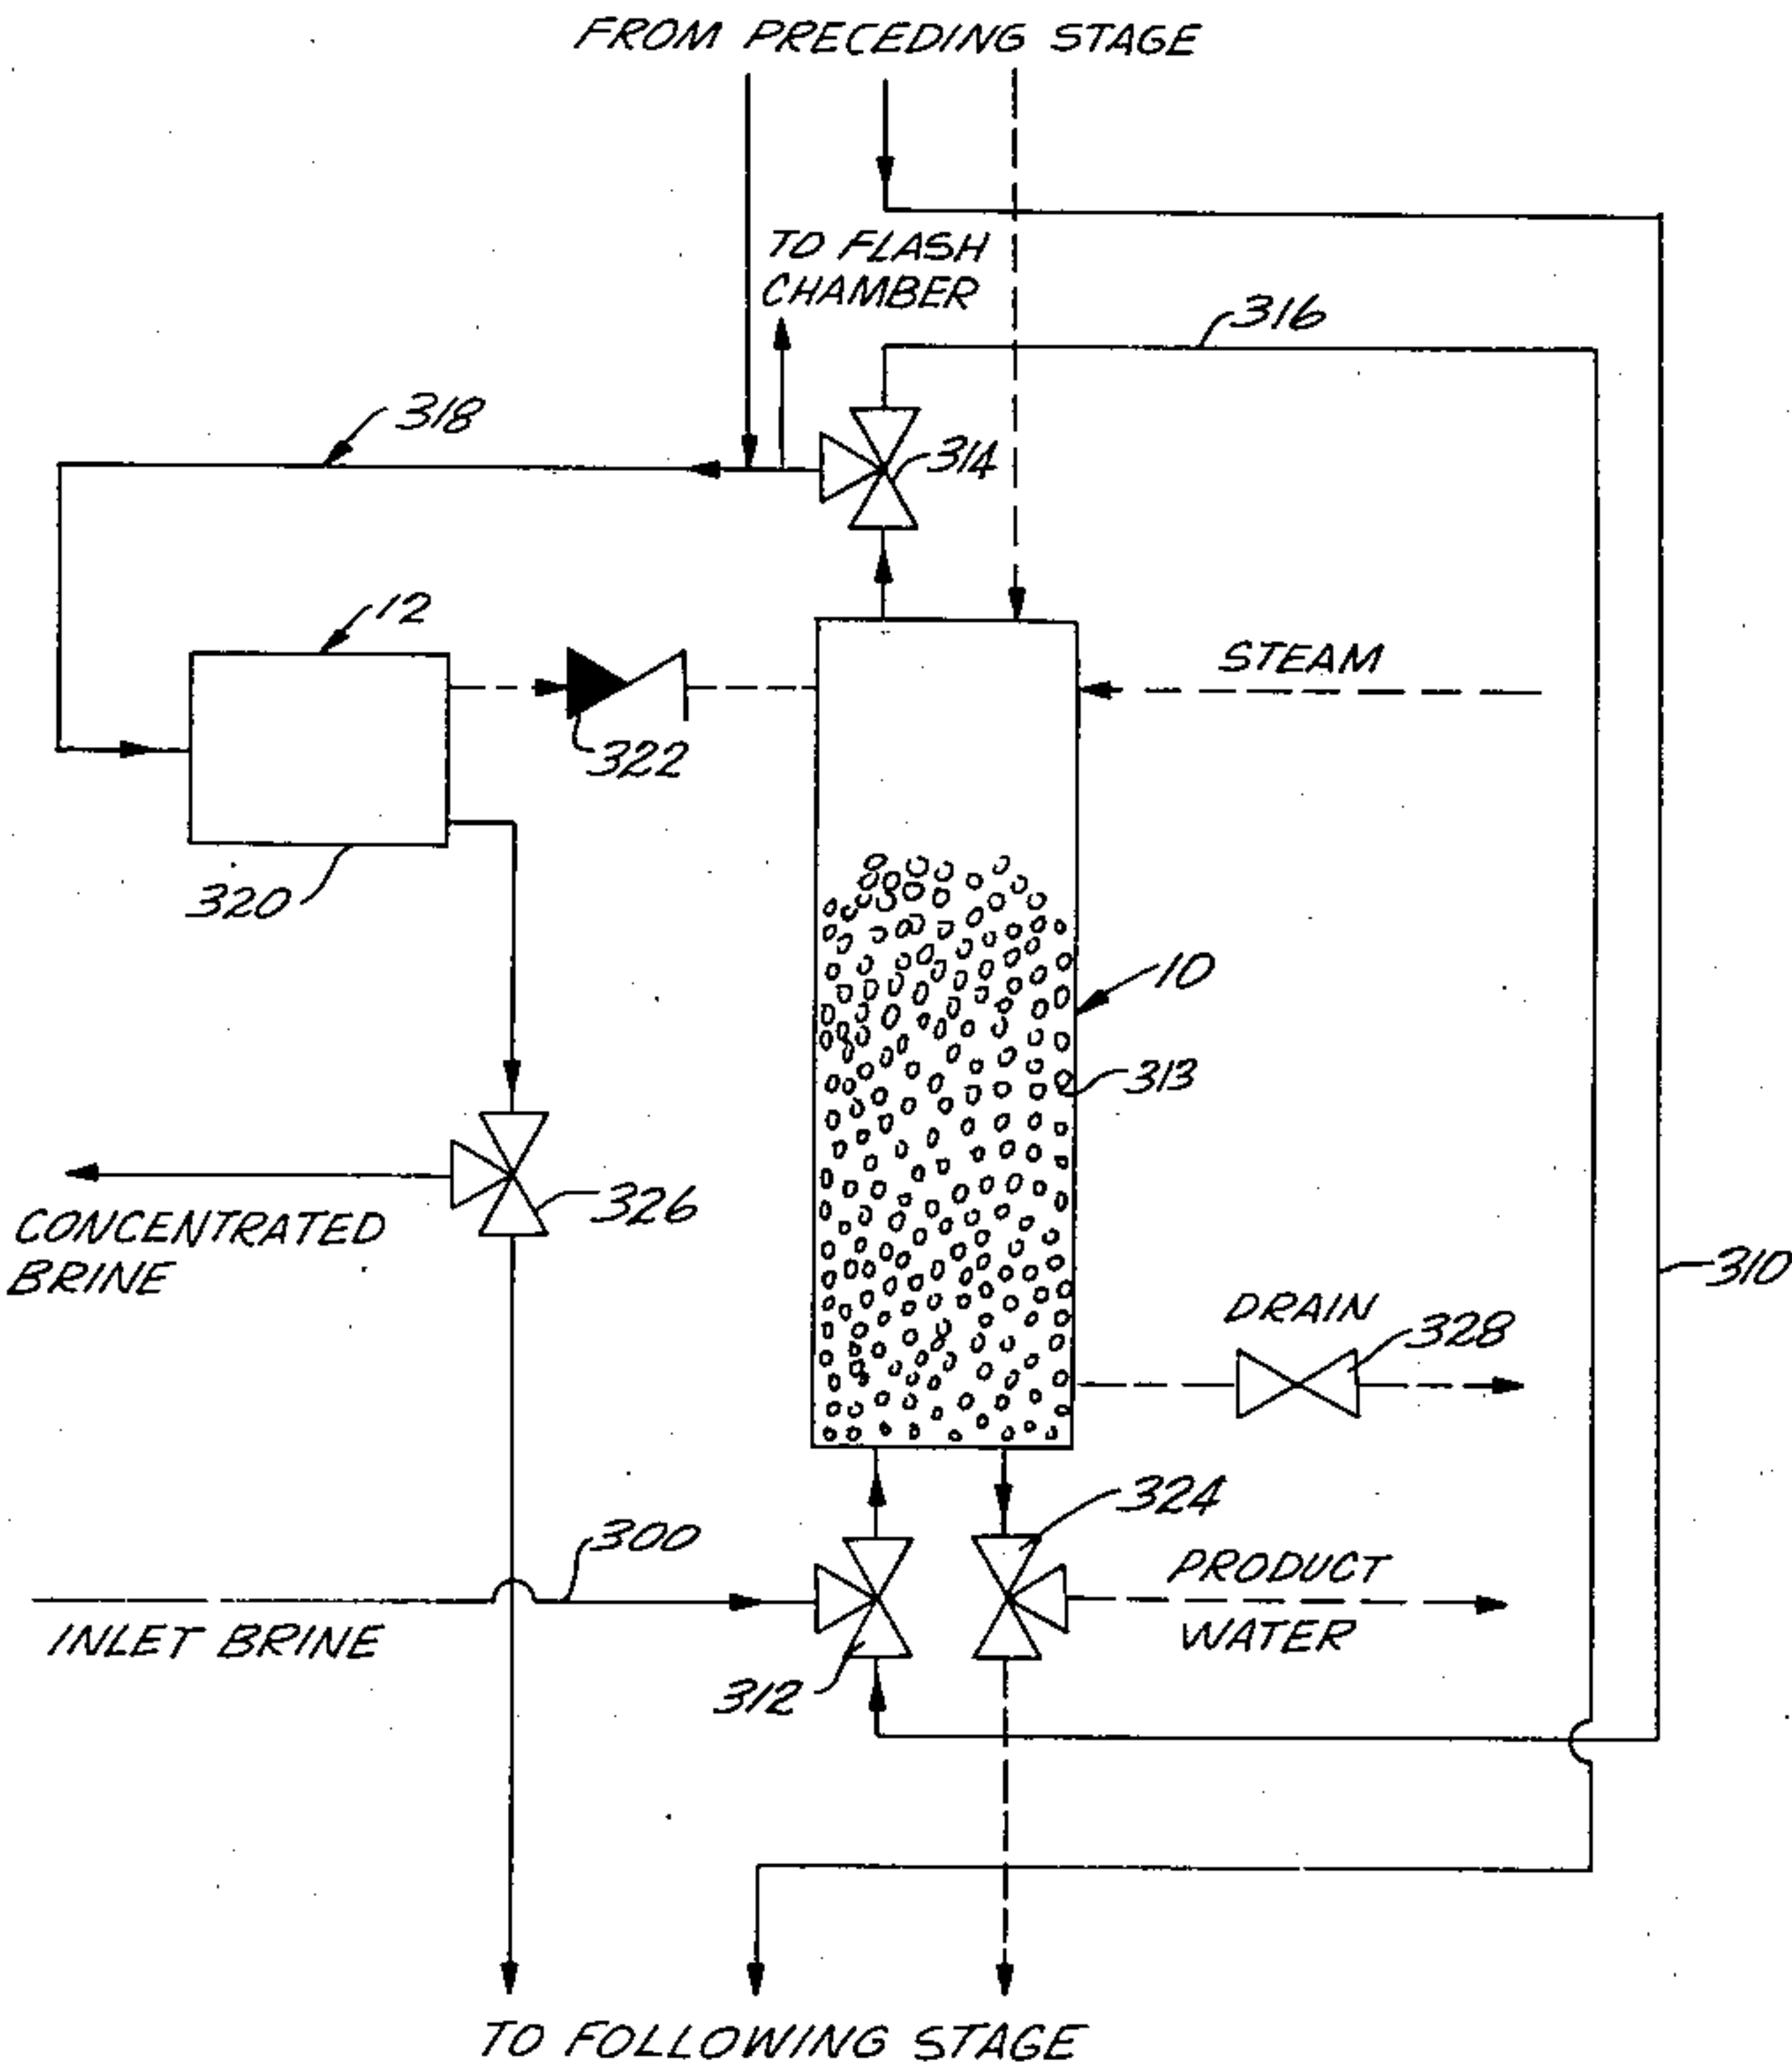 FROM PRECEDING STAGE
TO FLASH
CHAMBER
316
318
314
12
STEAM
322
320
10
313
326
CONCENTRATED
BRINE
310
DRAIN
328
324
300
PRODUCT
WATER
INLET BRINE
312
TO FOLLOWING STAGE